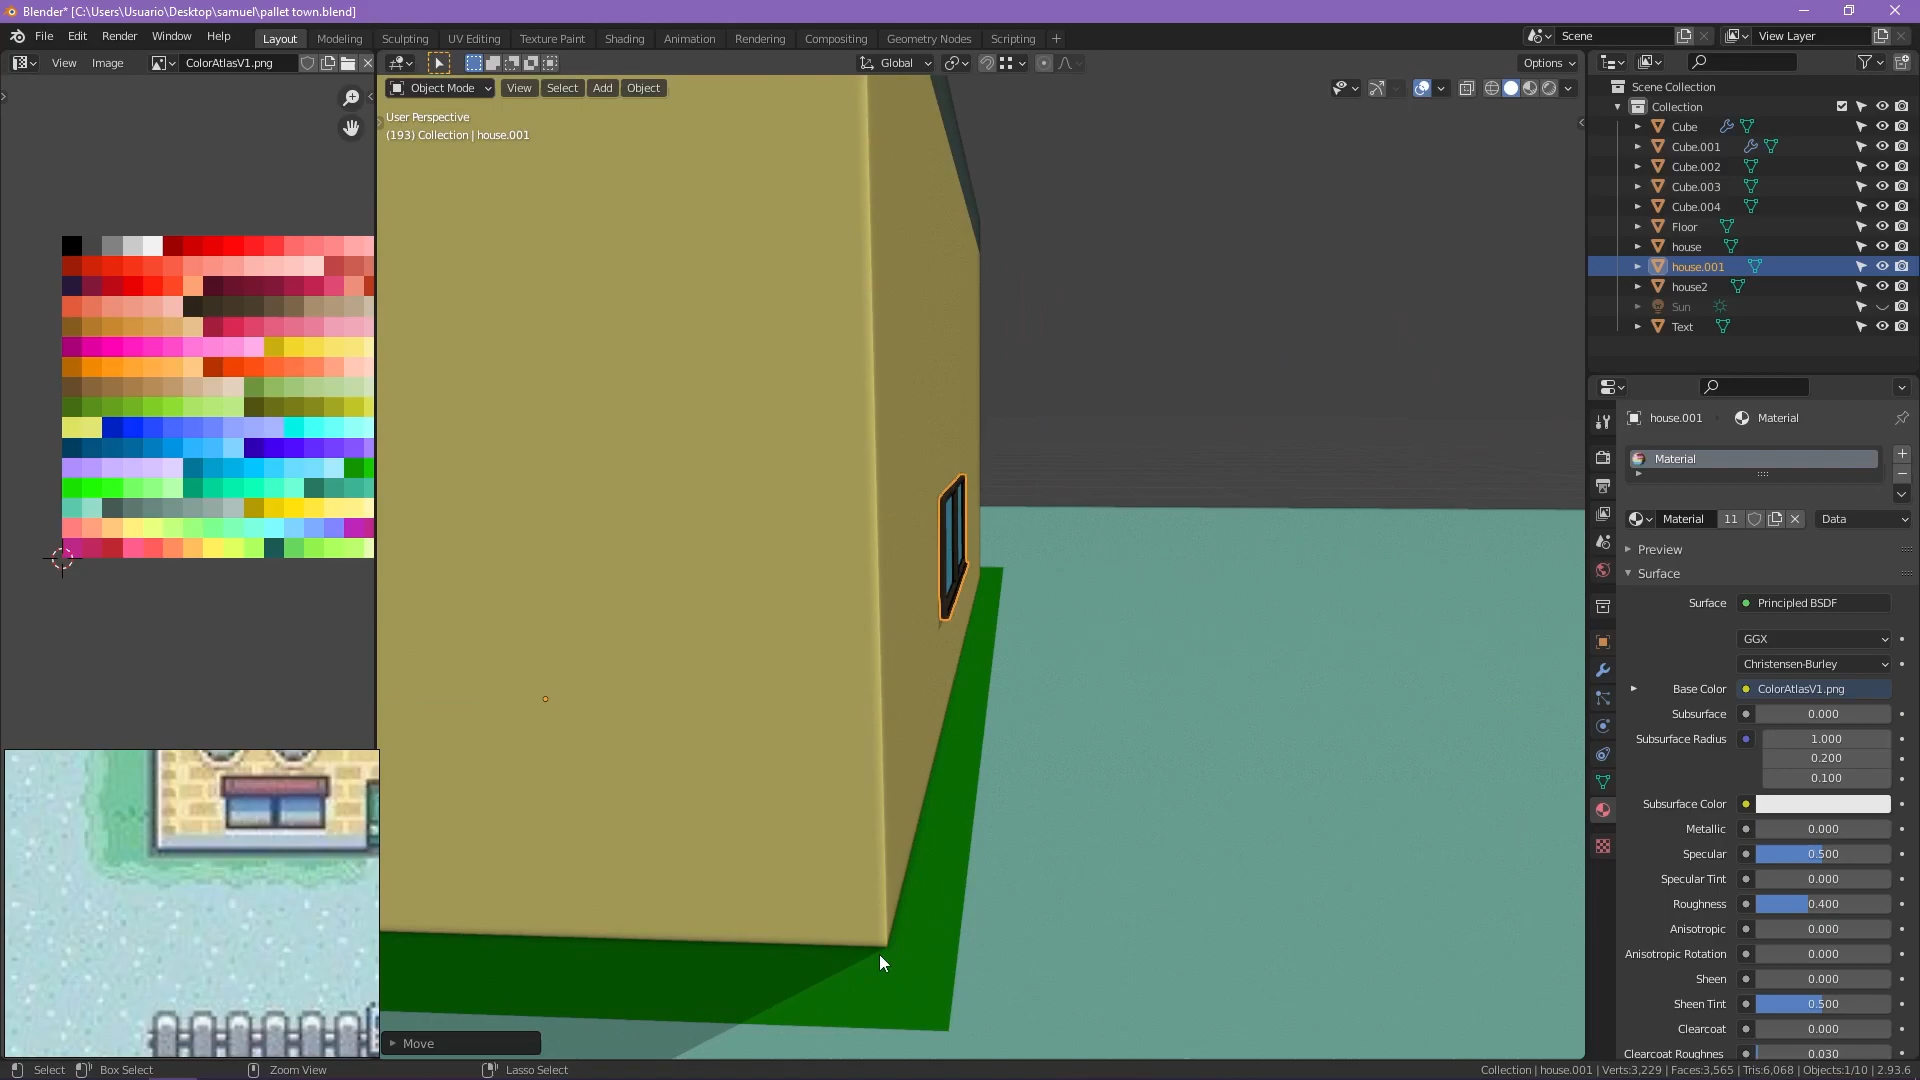 Blender* [C:\Users\Usuario\Desktop\samuel\pallet town.blend]
File Edit Render Window Help
Layout Modeling Sculpting UV Editing Texture Paint Shading Animation Rendering Compositing Geometry Nodes Scripting +
Scene
View Layer
View Image ColorAtlasV1.png
Global
Options
Object Mode View Select Add Object
User Perspective
(193) Collection | house.001
Scene Collection
Collection
Cube
Cube.001
Cube.002
Cube.003
Cube.004
Floor
house
house.001
house2
Sun
Text
house.001 Material
Material
Material 11 Data
Preview
Surface
Surface Principled BSDF
GGX
Christensen-Burley
Base Color ColorAtlasV1.png
Subsurface 0.000
Subsurface Radius 1.000
0.200
0.100
Subsurface Color
Metallic 0.000
Specular 0.500
Specular Tint 0.000
Roughness 0.400
Anisotropic 0.000
Anisotropic Rotation 0.000
Sheen 0.000
Sheen Tint 0.500
Clearcoat 0.000
Clearcoat Roughnes 0.030
Move
Select Box Select Zoom View Lasso Select
Collection | house.001 | Verts:3,229 | Faces:3,565 | Tris:6,068 | Objects:1/10 | 2.93.6